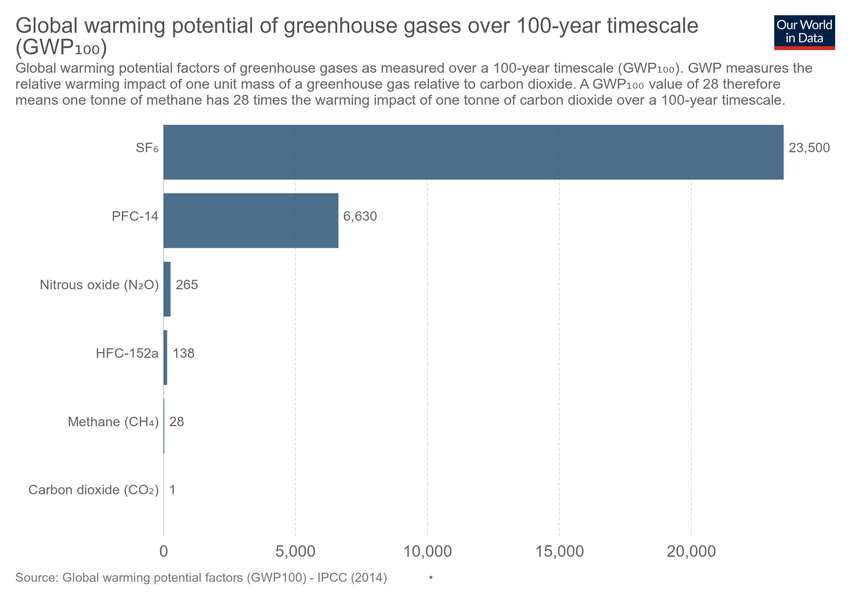 Global warming potential of greenhouse gases over 100-year timescale
(GWP₁₀₀)
Our World
in Data
Global warming potential factors of greenhouse gases as measured over a 100-year timescale (GWP₁₀₀). GWP measures the
relative warming impact of one unit mass of a greenhouse gas relative to carbon dioxide. A GWP₁₀₀ value of 28 therefore
means one tonne of methane has 28 times the warming impact of one tonne of carbon dioxide over a 100-year timescale.
SF₆ 23,500
PFC-14 6,630
Nitrous oxide (N₂O) 265
HFC-152a 138
Methane (CH₄) 28
Carbon dioxide (CO₂) 1
0 5,000 10,000 15,000 20,000
Source: Global warming potential factors (GWP100) - IPCC (2014) •